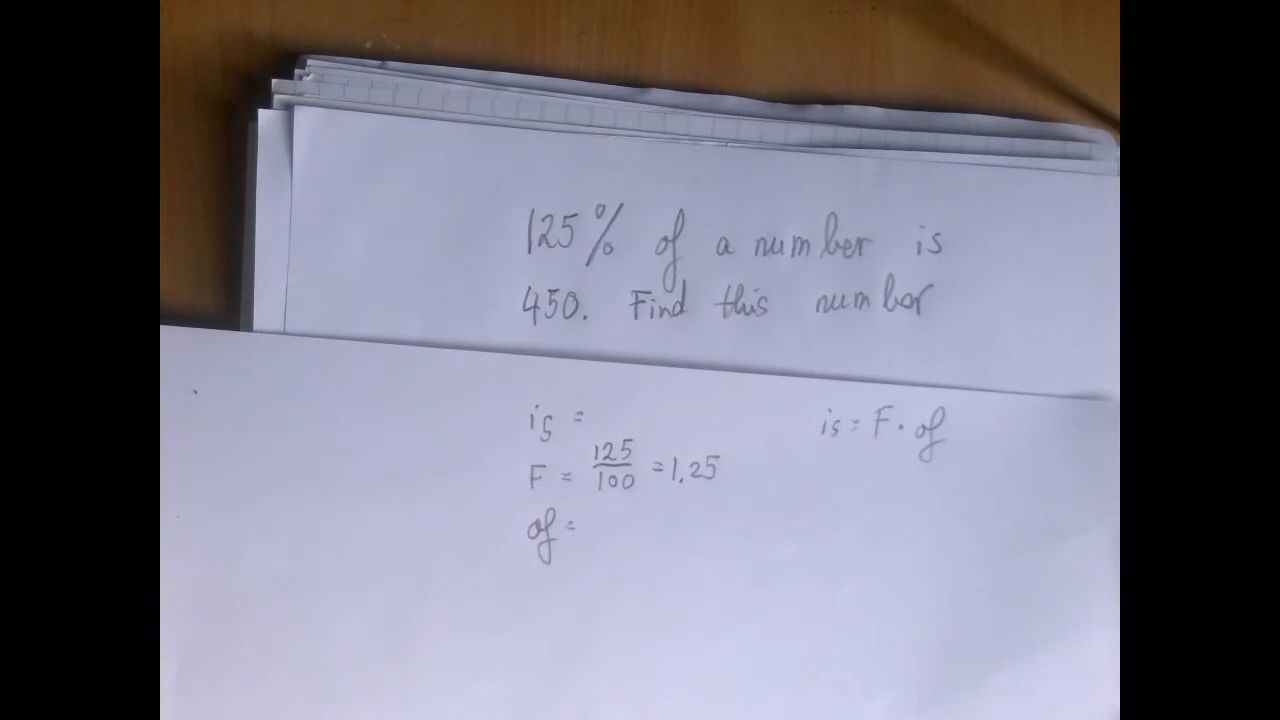 125% of a number is
450. Find this number
is = is = F · of
F = 125/100 = 1.25
of =